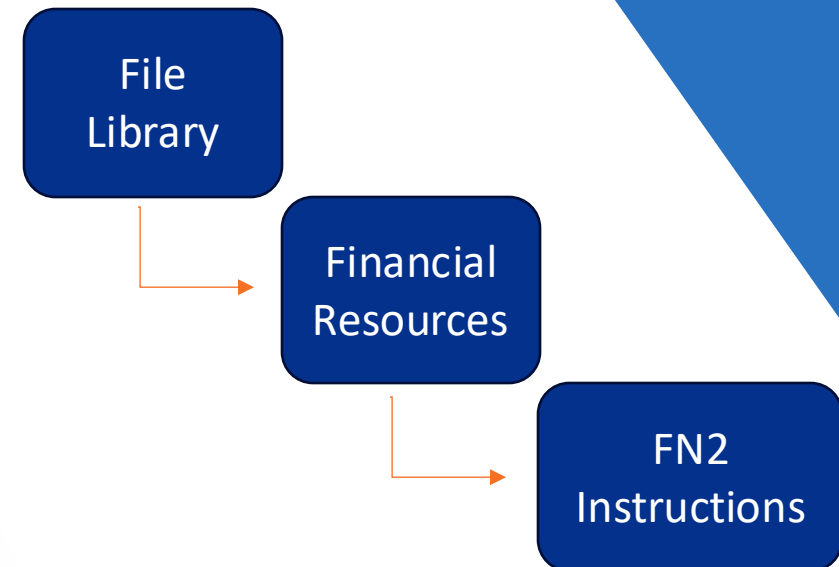 File
Library
Financial
Resources
FN2
Instructions